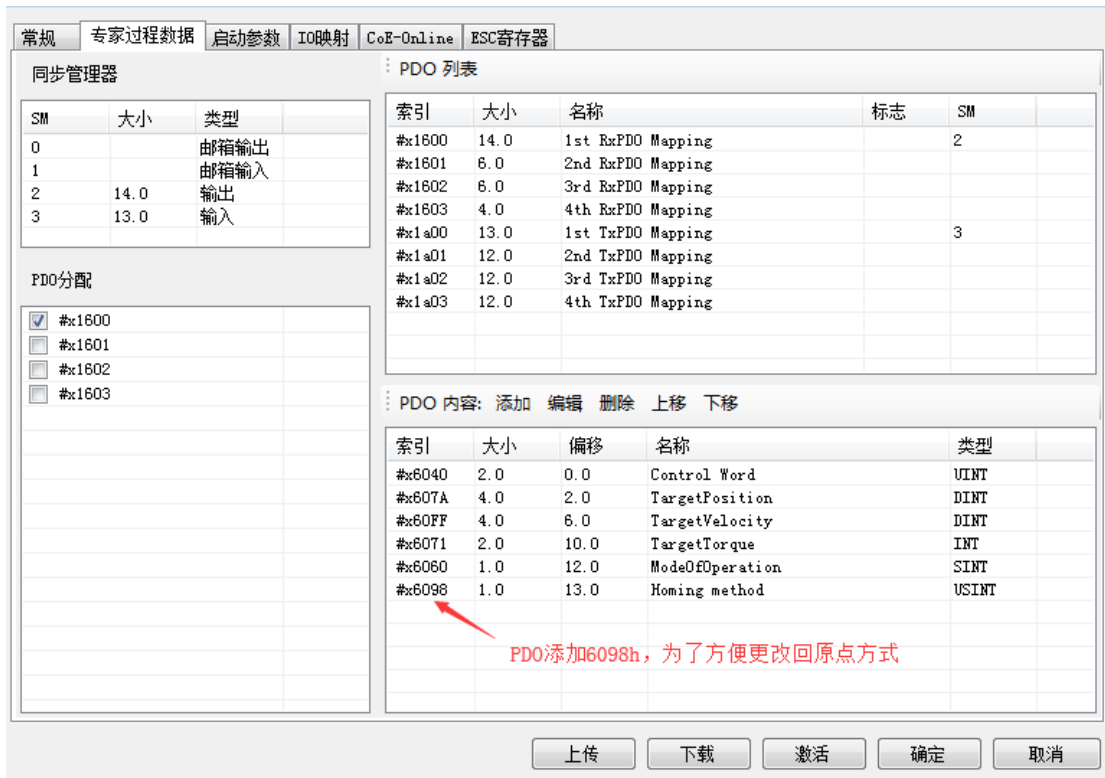 常规 专家过程数据 启动参数 IO映射 CoE-Online ESC寄存器
同步管理器
SM 大小 类型
0 邮箱输出
1 邮箱输入
2 14.0 输出
3 13.0 输入
PDO分配
#x1600
#x1601
#x1602
#x1603
PDO 列表
索引 大小 名称 标志 SM
#x1600 14.0 1st RxPDO Mapping 2
#x1601 6.0 2nd RxPDO Mapping
#x1602 6.0 3rd RxPDO Mapping
#x1603 4.0 4th RxPDO Mapping
#x1a00 13.0 1st TxPDO Mapping 3
#x1a01 12.0 2nd TxPDO Mapping
#x1a02 12.0 3rd TxPDO Mapping
#x1a03 12.0 4th TxPDO Mapping
PDO 内容: 添加 编辑 删除 上移 下移
索引 大小 偏移 名称 类型
#x6040 2.0 0.0 Control Word UINT
#x607A 4.0 2.0 TargetPosition DINT
#x60FF 4.0 6.0 TargetVelocity DINT
#x6071 2.0 10.0 TargetTorque INT
#x6060 1.0 12.0 ModeOfOperation SINT
#x6098 1.0 13.0 Homing method USINT
PDO添加6098h，为了方便更改回原点方式
上传 下载 激活 确定 取消